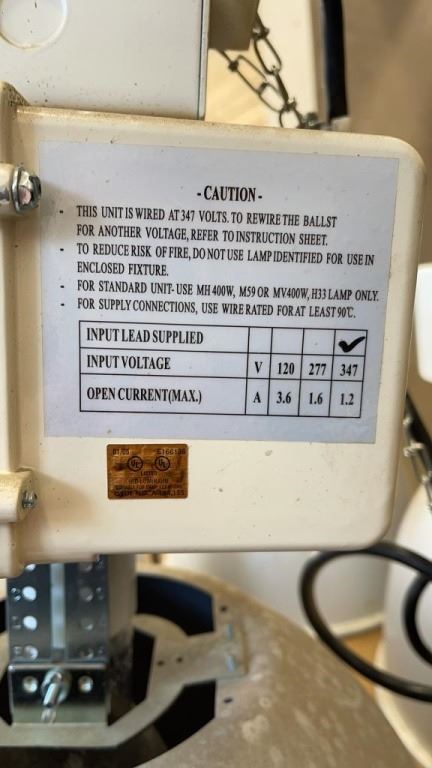 - CAUTION -
- THIS UNIT IS WIRED AT 347 VOLTS. TO REWIRE THE BALLST
FOR ANOTHER VOLTAGE, REFER TO INSTRUCTION SHEET.
- TO REDUCE RISK OF FIRE, DO NOT USE LAMP IDENTIFIED FOR USE IN
ENCLOSED FIXTURE.
- FOR STANDARD UNIT- USE MH 400W, M59 OR MV400W, H33 LAMP ONLY.
- FOR SUPPLY CONNECTIONS, USE WIRE RATED FOR AT LEAST 90℃.
INPUT LEAD SUPPLIED ✓
INPUT VOLTAGE V 120 277 347
OPEN CURRENT(MAX.) A 3.6 1.6 1.2
UL UL
LISTED